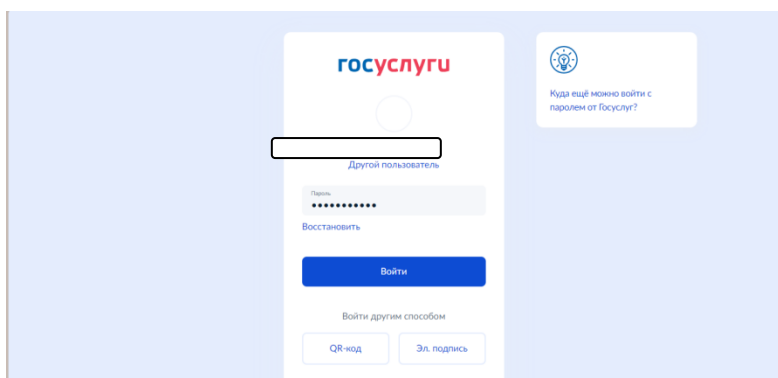 госуслуги
Другой пользователь
Пароль
•••••••••••
Восстановить
Войти
Войти другим способом
QR-код
Эл. подпись
Куда ещё можно войти с
паролем от Госуслуг?